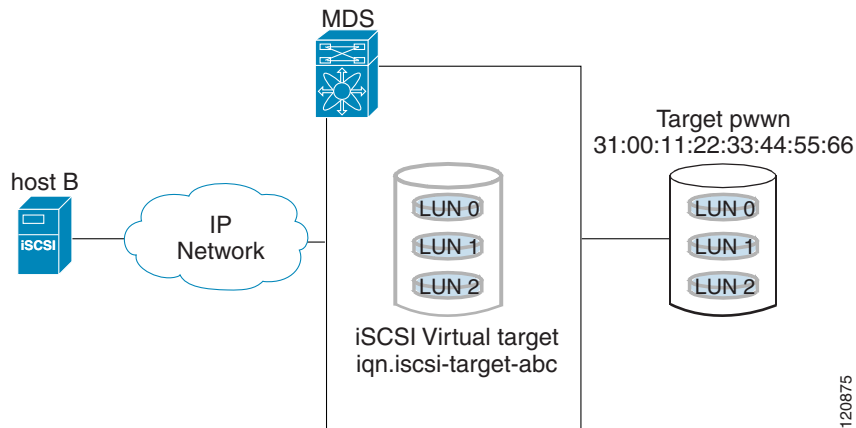 MDS
Target pwwn
31:00:11:22:33:44:55:66
host B
iSCSI
IP
Network
LUN 0
LUN 1
LUN 2
LUN 0
LUN 1
LUN 2
iSCSI Virtual target
iqn.iscsi-target-abc
120875